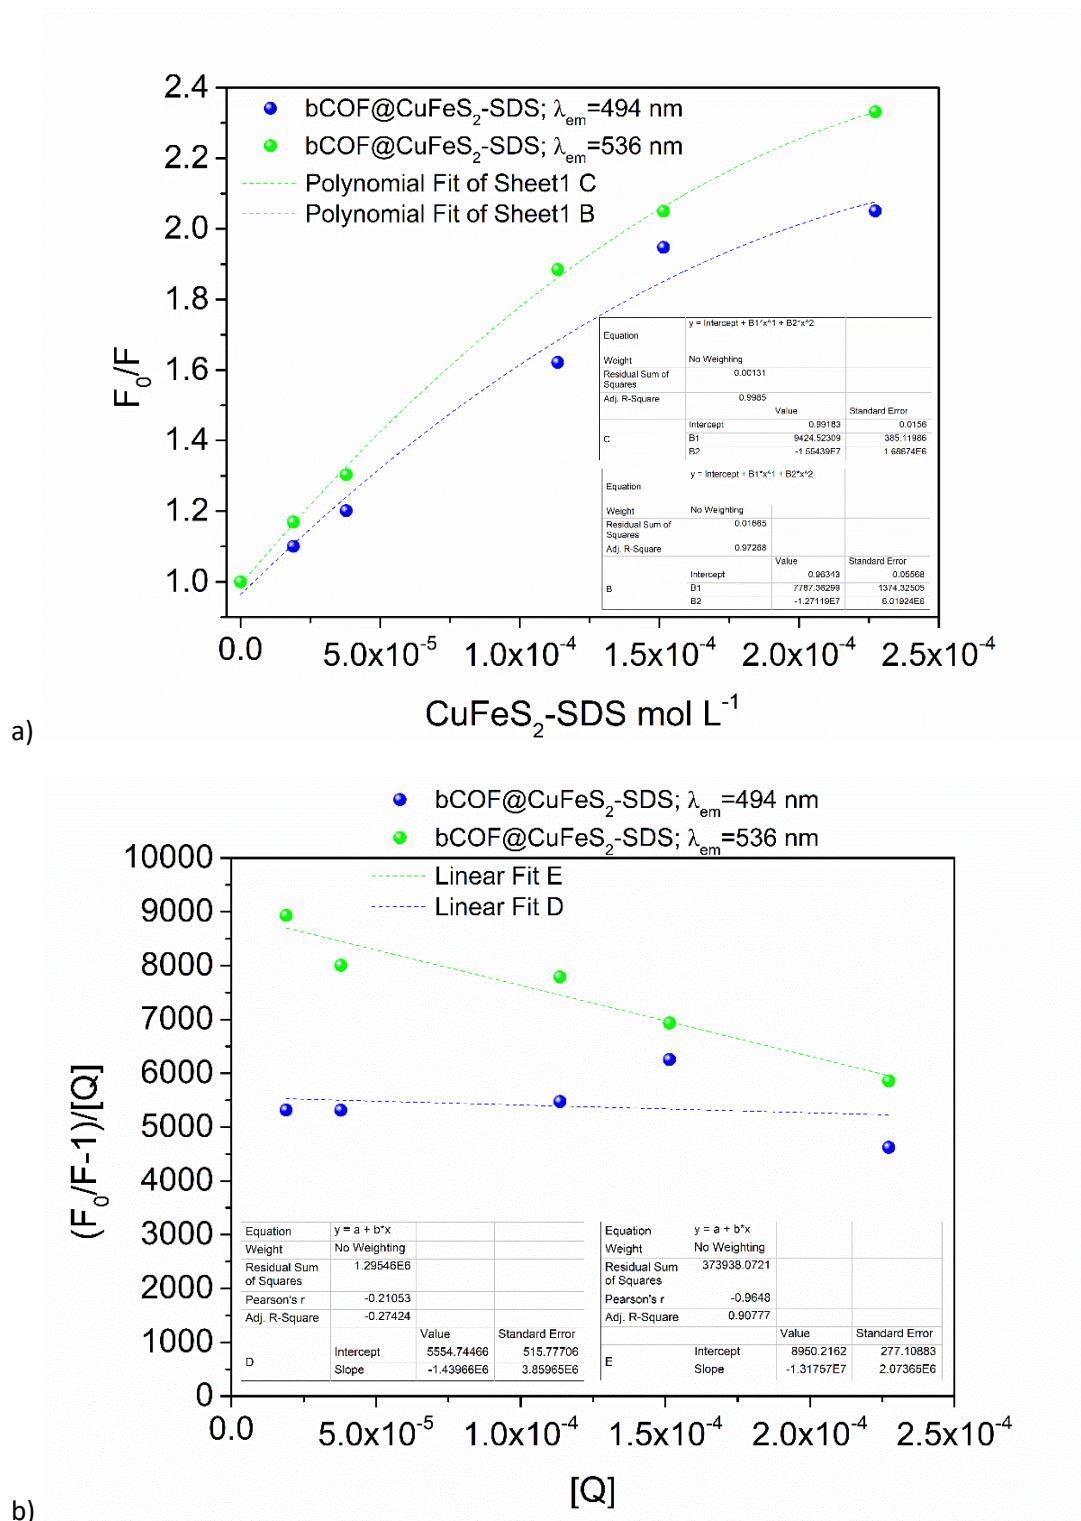 2.4
2.2
2.0
1.8
1.6
1.4
1.2
1.0
F0/F
bCOF@CuFeS2-SDS; λem=494 nm
bCOF@CuFeS2-SDS; λem=536 nm
Polynomial Fit of Sheet1 C
Polynomial Fit of Sheet1 B
Equation y = Intercept + B1*x^1 + B2*x^2
Weight No Weighting
Residual Sum of Squares 0.00131
Adj. R-Square 0.9985
Value Standard Error
C Intercept 0.99183 0.0156
B1 9424.52309 385.11986
B2 -1.55439E7 1.68674E6
Equation y = Intercept + B1*x^1 + B2*x^2
Weight No Weighting
Residual Sum of Squares 0.01665
Adj. R-Square 0.97268
Value Standard Error
B Intercept 0.96343 0.05568
B1 7787.36299 1374.32505
B2 -1.27119E7 6.01924E6
0.0 5.0x10-5 1.0x10-4 1.5x10-4 2.0x10-4 2.5x10-4
CuFeS2-SDS mol L-1
a)
bCOF@CuFeS2-SDS; λem=494 nm
bCOF@CuFeS2-SDS; λem=536 nm
Linear Fit E
Linear Fit D
10000
9000
8000
7000
6000
5000
4000
3000
2000
1000
0
(F0/F-1)/[Q]
Equation y = a + b*x
Weight No Weighting
Residual Sum of Squares 1.29546E6
Pearson's r -0.21053
Adj. R-Square -0.27424
Value Standard Error
D Intercept 5554.74466 515.77706
Slope -1.43966E6 3.85965E6
Equation y = a + b*x
Weight No Weighting
Residual Sum of Squares 373938.0721
Pearson's r -0.9648
Adj. R-Square 0.90777
Value Standard Error
E Intercept 8950.2162 277.10883
Slope -1.31757E7 2.07365E6
0.0 5.0x10-5 1.0x10-4 1.5x10-4 2.0x10-4 2.5x10-4
[Q]
b)